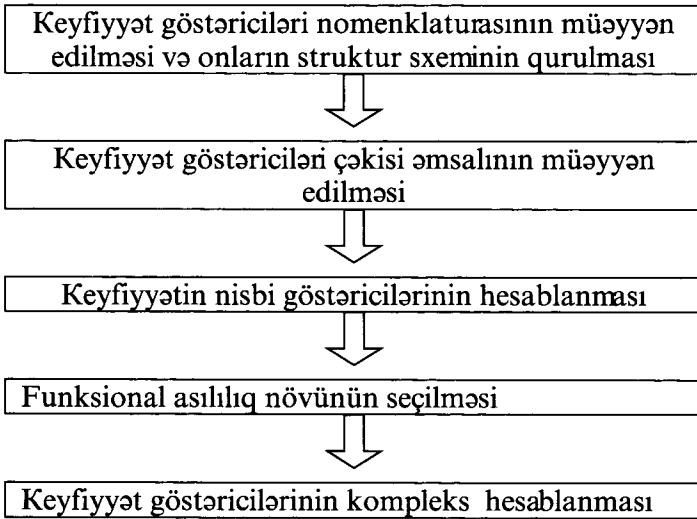 Keyfiyyət göstəriciləri nomenklaturasının müəyyən
edilməsi və onların struktur sxeminin qurulması
Keyfiyyət göstəriciləri çəkisi əmsalının müəyyən
edilməsi
Keyfiyyətin nisbi göstəricilərinin hesablanması
Funksional asılılıq növünün seçilməsi
Keyfiyyət göstəricilərinin kompleks hesablanması